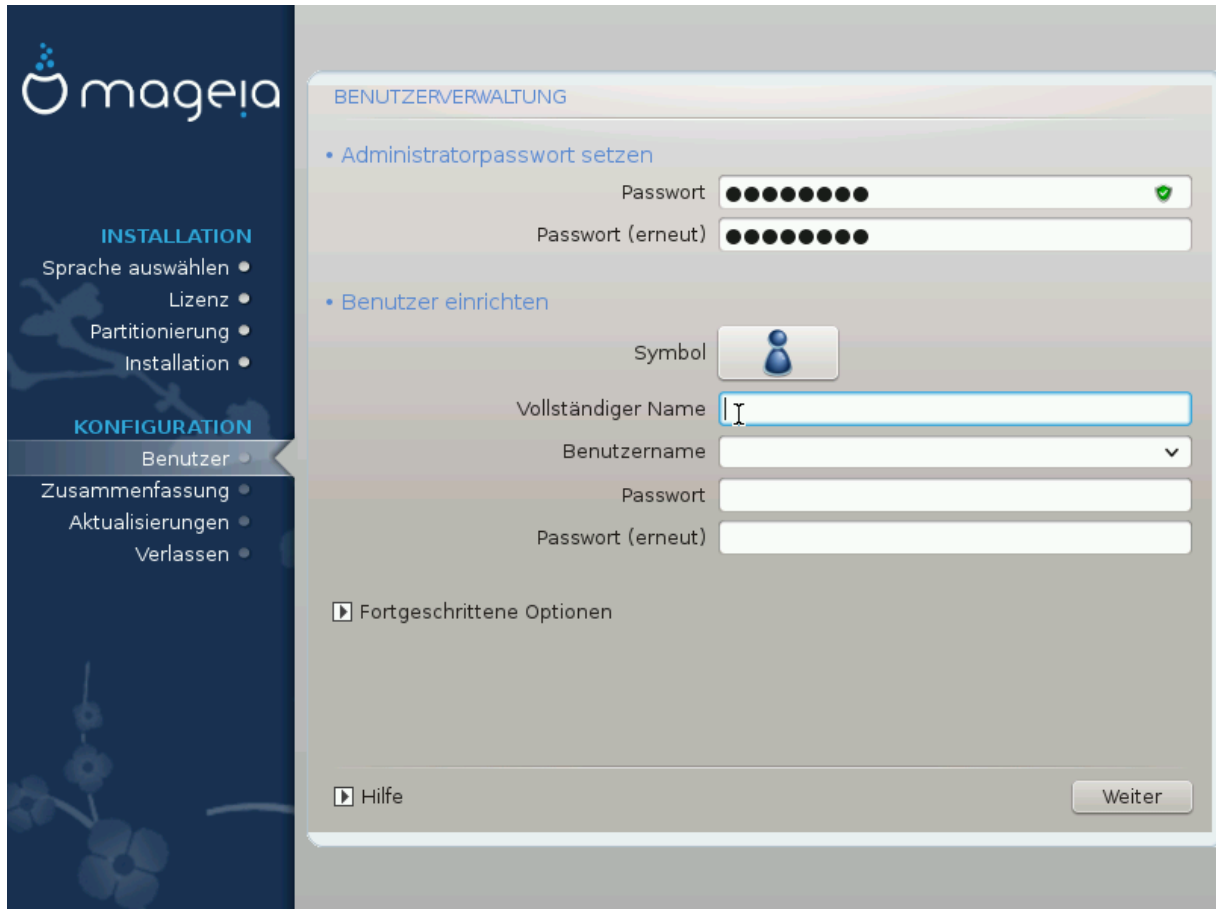 mageia
INSTALLATION
Sprache auswählen
Lizenz
Partitionierung
Installation
KONFIGURATION
Benutzer
Zusammenfassung
Aktualisierungen
Verlassen
BENUTZERVERWALTUNG
• Administratorpasswort setzen
Passwort ●●●●●●●●
Passwort (erneut) ●●●●●●●●
• Benutzer einrichten
Symbol
Vollständiger Name
Benutzername
Passwort
Passwort (erneut)
Fortgeschrittene Optionen
Hilfe
Weiter